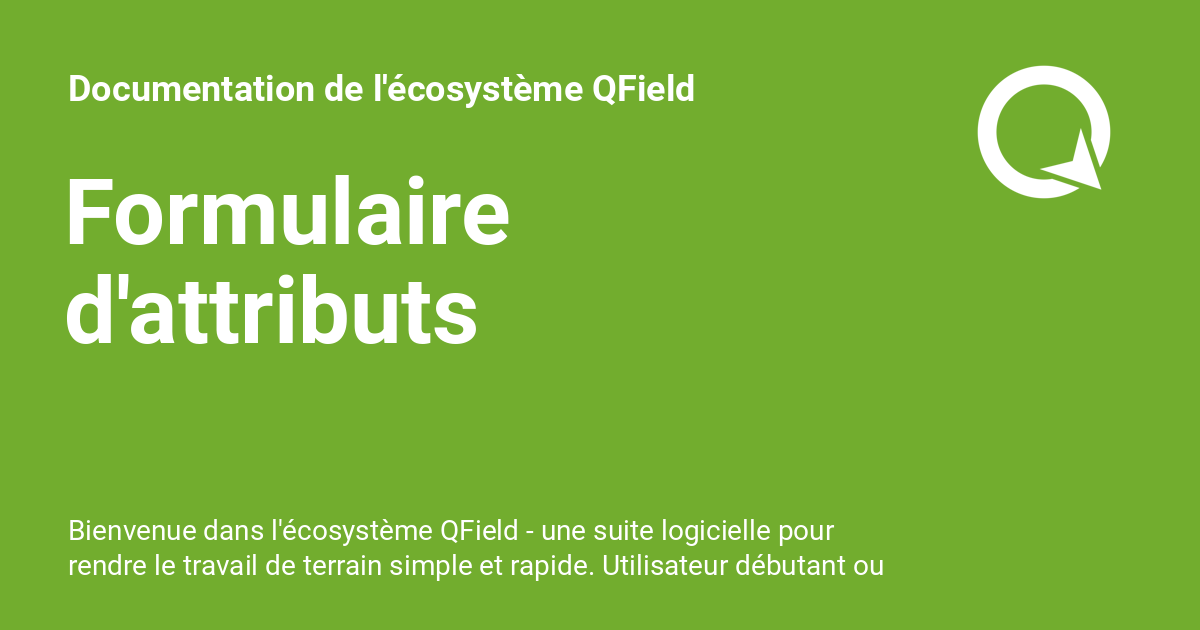 Documentation de l'écosystème QField
Formulaire
d'attributs
Bienvenue dans l'écosystème QField - une suite logicielle pour
rendre le travail de terrain simple et rapide. Utilisateur débutant ou